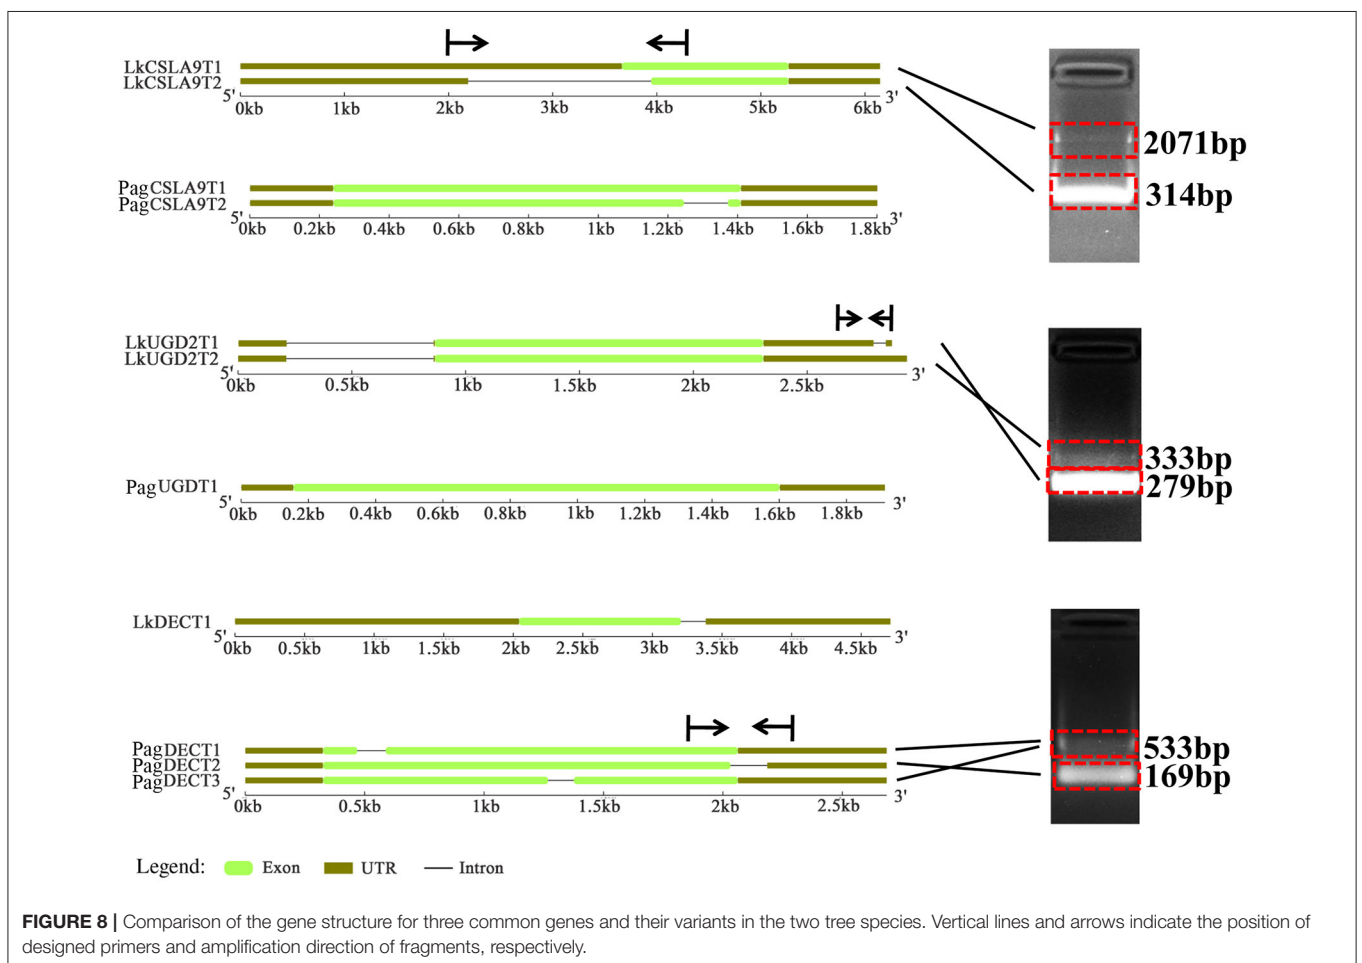 LkCSLA9T1
LkCSLA9T2
5' 3'
0kb 1kb 2kb 3kb 4kb 5kb 6kb
2071bp
314bp
PagCSLA9T1
PagCSLA9T2
5' 3'
0kb 0.2kb 0.4kb 0.6kb 0.8kb 1kb 1.2kb 1.4kb 1.6kb 1.8kb
LkUGD2T1
LkUGD2T2
5' 3'
0kb 0.5kb 1kb 1.5kb 2kb 2.5kb
333bp
279bp
PagUGDT1
5' 3'
0kb 0.2kb 0.4kb 0.6kb 0.8kb 1kb 1.2kb 1.4kb 1.6kb 1.8kb
LkDECT1
5' 3'
0kb 0.5kb 1kb 1.5kb 2kb 2.5kb 3kb 3.5kb 4kb 4.5kb
PagDECT1
PagDECT2
PagDECT3
5' 3'
0kb 0.5kb 1kb 1.5kb 2kb 2.5kb
533bp
169bp
Legend: Exon UTR Intron
FIGURE 8 | Comparison of the gene structure for three common genes and their variants in the two tree species. Vertical lines and arrows indicate the position of
designed primers and amplification direction of fragments, respectively.